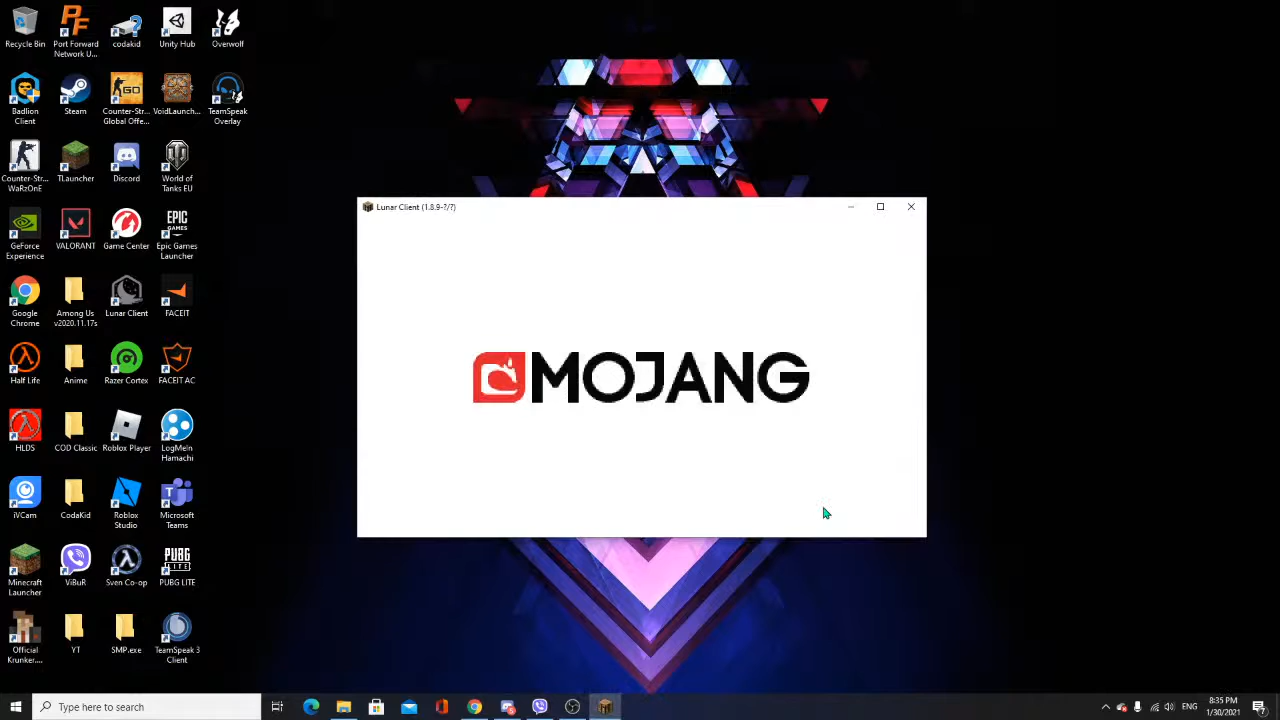 Recycle Bin
Port Forward
Network U...
codakid
Unity Hub
Overwolf
Badlion
Client
Steam
GO
Counter-Str...
Global Offe...
VoidLaunch...
TeamSpeak
Overlay
Counter-Str...
WaRzOnE
TLauncher
Discord
World of
Tanks EU
GeForce
Experience
VALORANT
Game Center
EPIC
GAMES
Epic Games
Launcher
Google
Chrome
Among Us
v2020.11.17s
Lunar Client
FACEIT
Half Life
Anime
Razer Cortex
FACEIT AC
HLDS
COD Classic
Roblox Player
LogMeIn
Hamachi
iVCam
CodaKid
Roblox
Studio
Microsoft
Teams
Minecraft
Launcher
ViBuR
Sven Co-op
PUBG
LITE
PUBG LITE
Official
Krunker....
YT
SMP.exe
TeamSpeak 3
Client
Lunar Client (1.8.9-?/?)
MOJANG
Type here to search
ENG
8:35 PM
1/30/2021